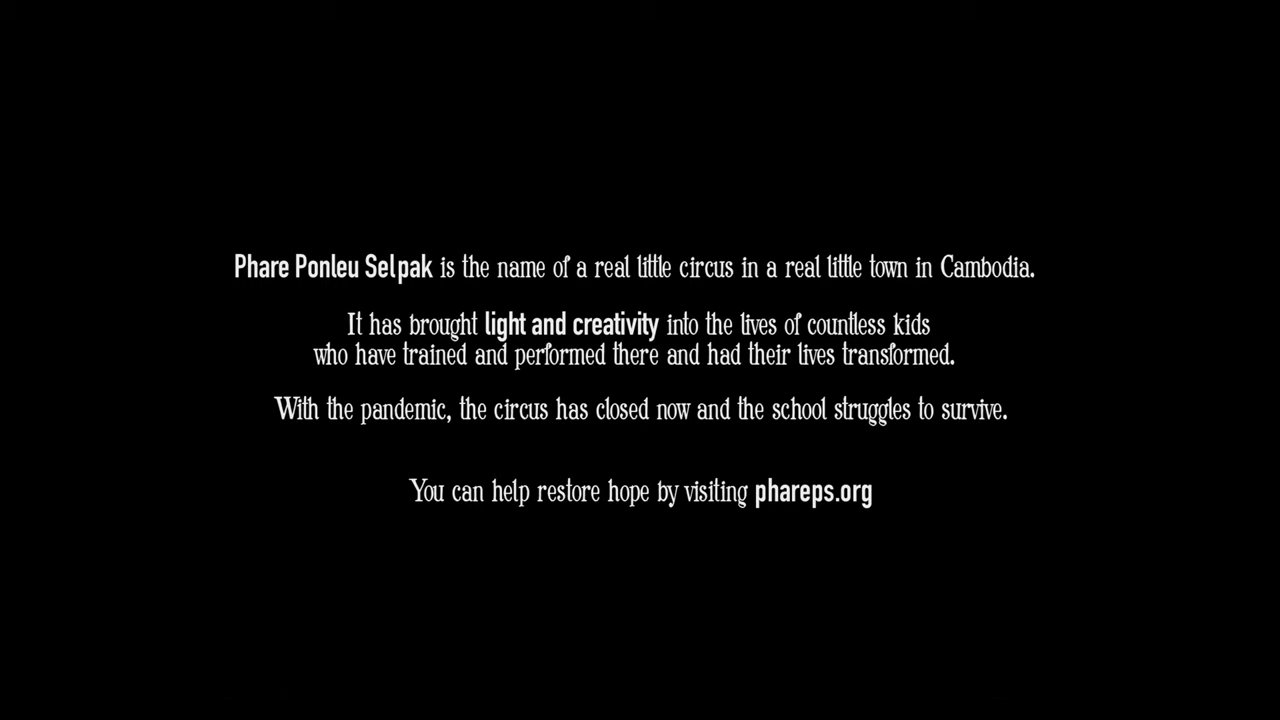 Phare Ponleu Selpak is the name of a real little circus in a real little town in Cambodia.
It has brought light and creativity into the lives of countless kids
who have trained and performed there and had their lives transformed.
With the pandemic, the circus has closed now and the school struggles to survive.
You can help restore hope by visiting phareps.org